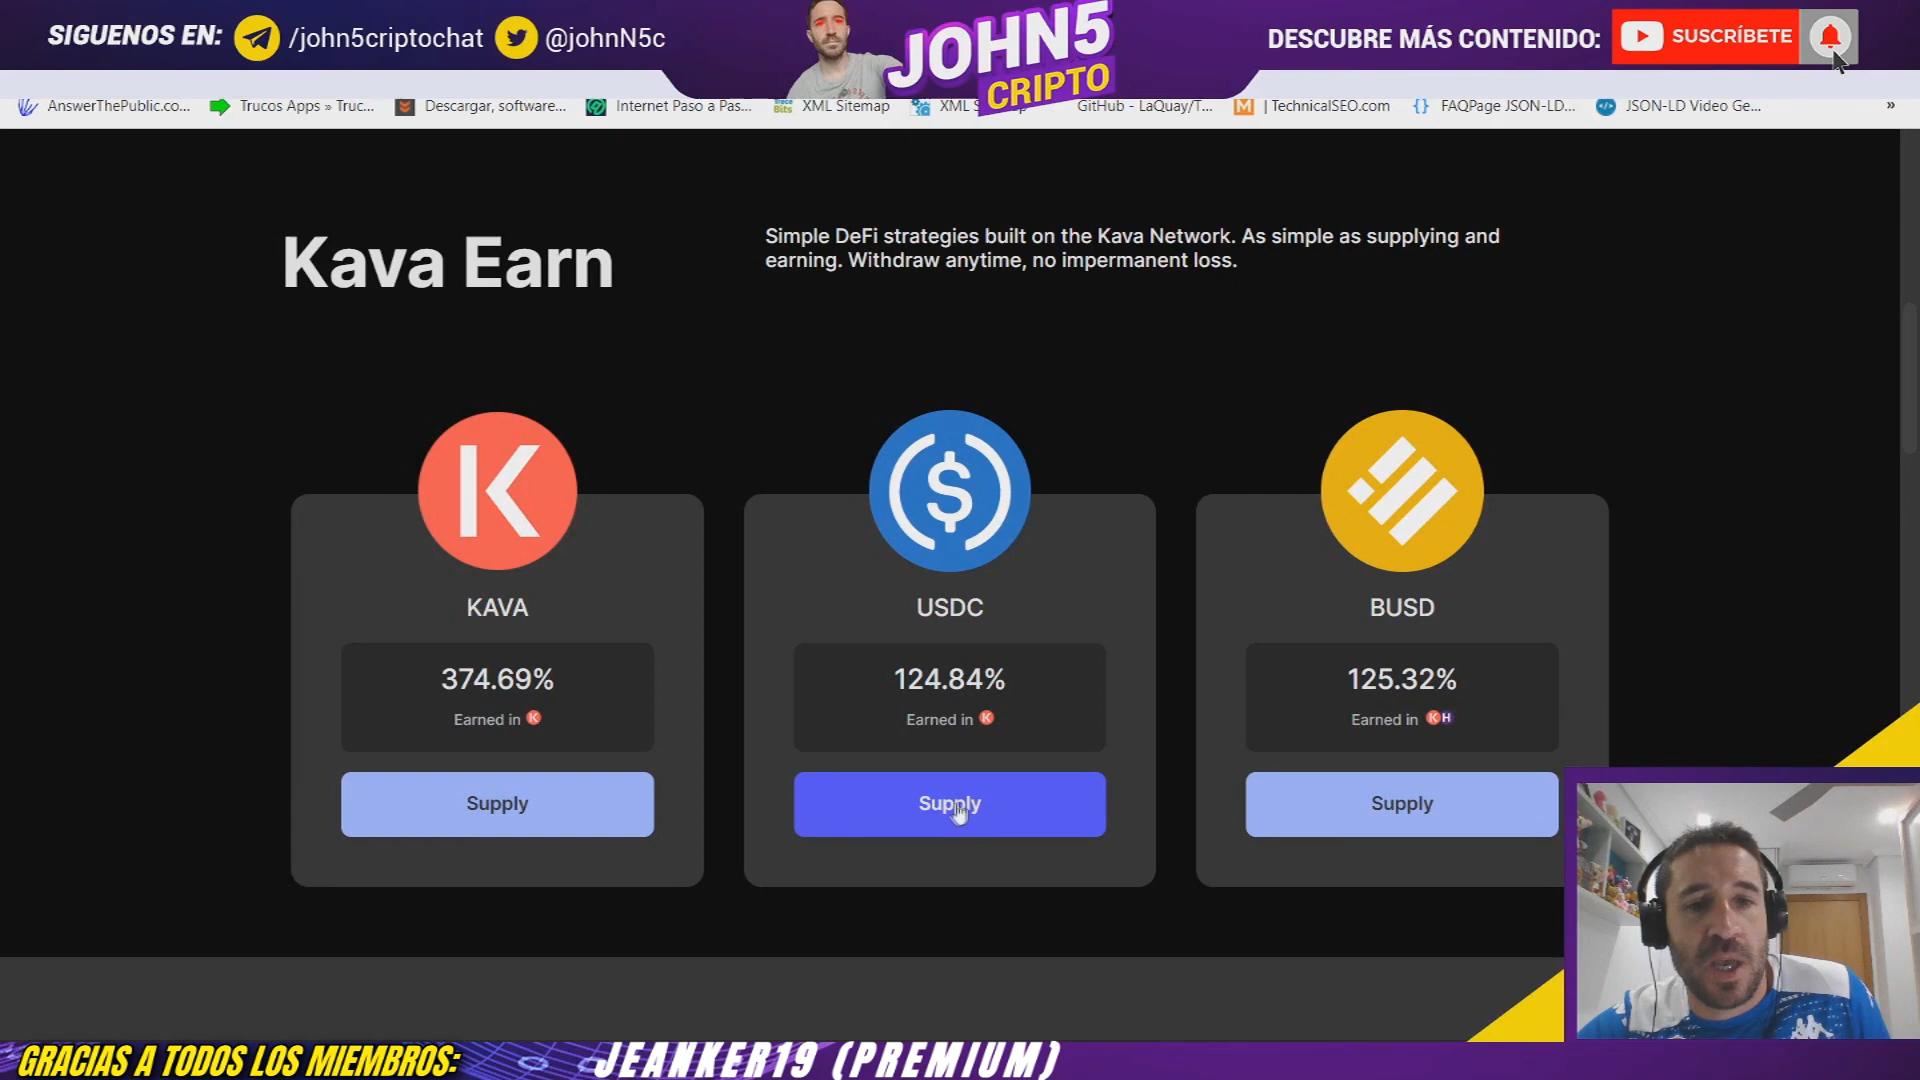 SIGUENOS EN:
/john5criptochat
@johnN5c
JOHN5
CRIPTO
DESCUBRE MÁS CONTENIDO:
SUSCRÍBETE
AnswerThePublic.co...
Trucos Apps » Truc...
Descargar, software...
Internet Paso a Pas...
XML Sitemap
XML S
GitHub - LaQuay/T...
| TechnicalSEO.com
FAQPage JSON-LD...
JSON-LD Video Ge...
»
Kava Earn
Simple DeFi strategies built on the Kava Network. As simple as supplying and
earning. Withdraw anytime, no impermanent loss.
KAVA
374.69%
Earned in
Supply
USDC
124.84%
Earned in
Supply
BUSD
125.32%
Earned in
Supply
GRACIAS A TODOS LOS MIEMBROS:
JEANKER19 (PREMIUM)